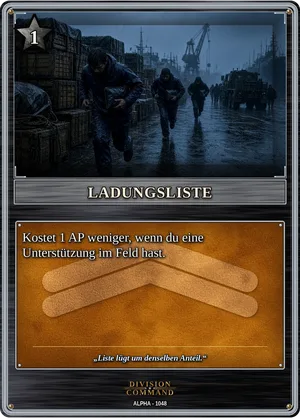 1
LADUNGSLISTE
Kostet 1 AP weniger, wenn du eine
Unterstützung im Feld hast.
„Liste lügt um denselben Anteil.“
DIVISION
COMMAND
ALPHA - 1048